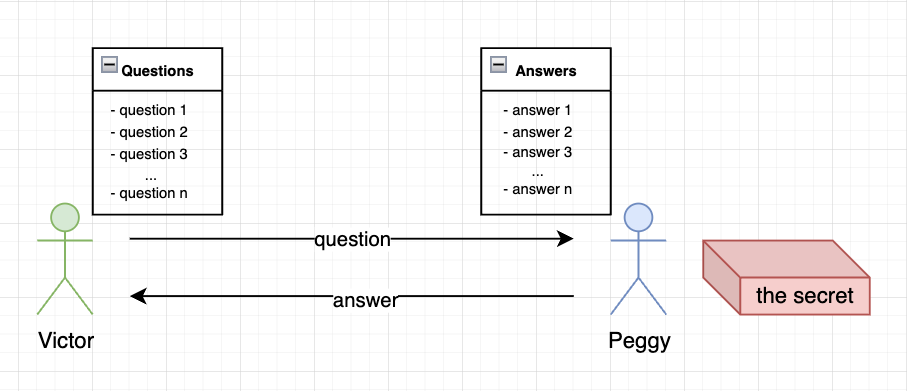 Questions
- question 1
- question 2
- question 3
...
- question n
Answers
- answer 1
- answer 2
- answer 3
...
- answer n
question
answer
the secret
Victor
Peggy